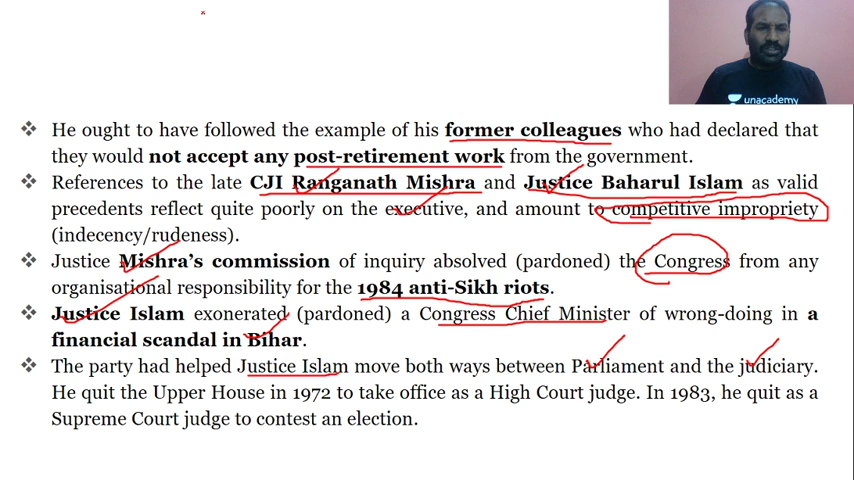 unacademy
❖ He ought to have followed the example of his former colleagues who had declared that
they would not accept any post-retirement work from the government.
❖ References to the late CJI Ranganath Mishra and Justice Baharul Islam as valid
precedents reflect quite poorly on the executive, and amount to competitive impropriety
(indecency/rudeness).
❖ Justice Mishra's commission of inquiry absolved (pardoned) the Congress from any
organisational responsibility for the 1984 anti-Sikh riots.
❖ Justice Islam exonerated (pardoned) a Congress Chief Minister of wrong-doing in a
financial scandal in Bihar.
❖ The party had helped Justice Islam move both ways between Parliament and the judiciary.
He quit the Upper House in 1972 to take office as a High Court judge. In 1983, he quit as a
Supreme Court judge to contest an election.